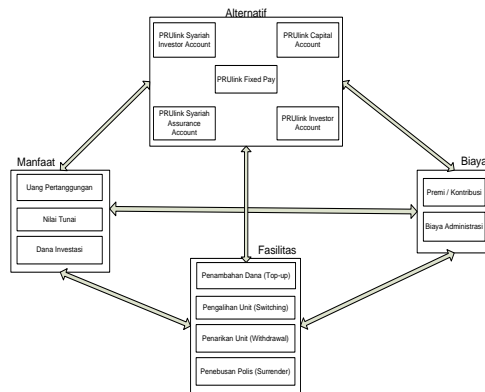 Alternatif
PRUlink Syariah
Investor Account
PRUlink Capital
Account
PRUlink Fixed Pay
PRUlink Syariah
Assurance
Account
PRUlink Investor
Account
Manfaat
Uang Pertanggungan
Nilai Tunai
Dana Investasi
Biaya
Premi / Kontribusi
Biaya Administrasi
Fasilitas
Penambahan Dana (Top-up)
Pengalihan Unit (Switching)
Penarikan Unit (Withdrawal)
Penebusan Polis (Surrender)